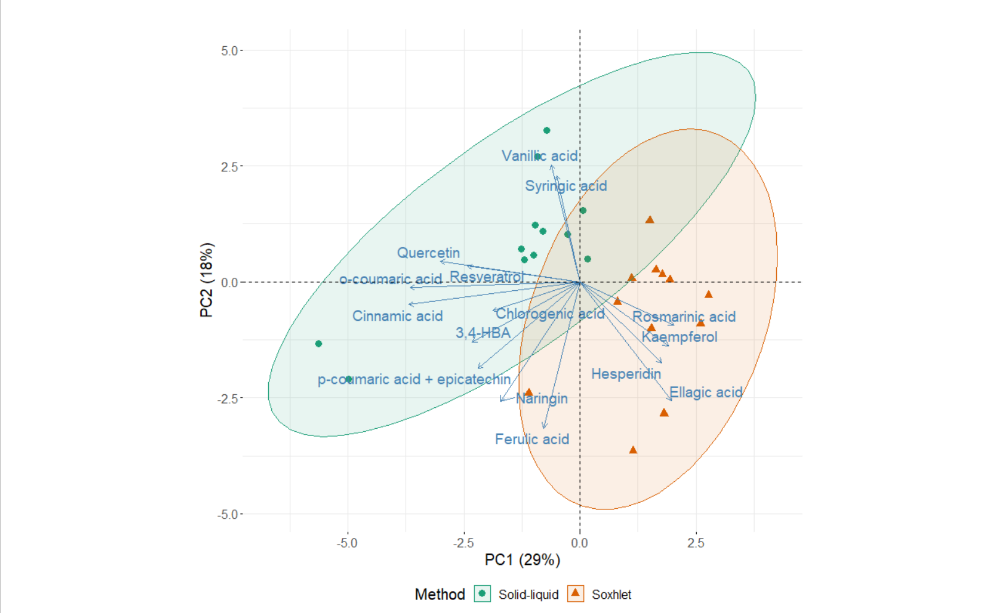 5.0
Vanillic acid
2.5
Syringic acid
Quercetin
o-coumaric acid Resveratrol
0.0
Cinnamic acid
Chlorogenic acid
Rosmarinic acid
3,4-HBA
Kaempferol
Hesperidin
p-coumaric acid + epicatechin
Ellagic acid
-2.5
Naringin
Ferulic acid
-5.0
PC2 (18%)
-5.0 -2.5 0.0 2.5
PC1 (29%)
Method Solid-liquid Soxhlet